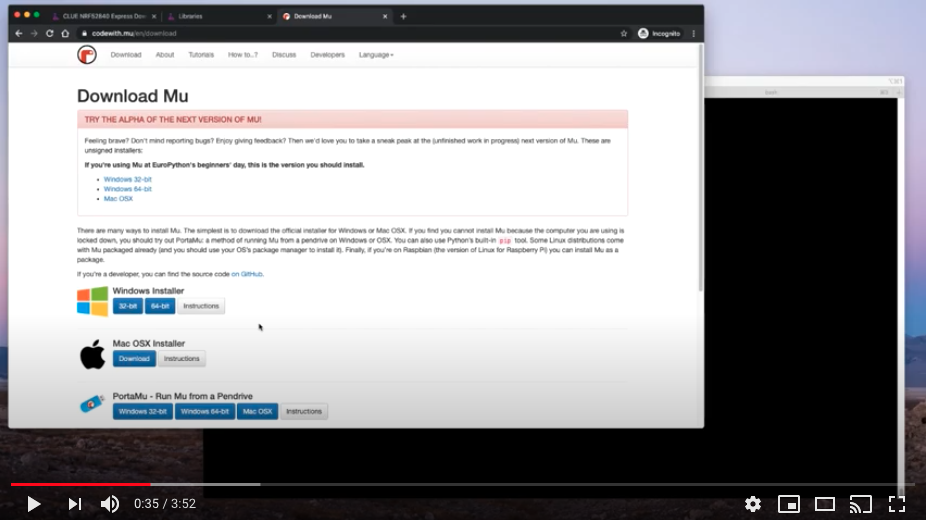 CLUE NRF52840 Express Dow
Libraries
Download Mu
codewith.mu/en/download
Incognito
Download
About
Tutorials
How to..?
Discuss
Developers
Language
Download Mu
TRY THE ALPHA OF THE NEXT VERSION OF MU!
Feeling brave? Don't mind reporting bugs? Enjoy giving feedback? Then we'd love you to take a sneak peak at the (unfinished work in progress) next version of Mu. These are
unsigned installers:
If you're using Mu at EuroPython's beginners' day, this is the version you should install.
Windows 32-bit
Windows 64-bit
Mac OSX
There are many ways to install Mu. The simplest is to download the official installer for Windows or Mac OSX. If you find you cannot install Mu because the computer you are using is
locked down, you should try out PortaMu: a method of running Mu from a pendrive on Windows or OSX. You can also use Python's built-in pip tool. Some Linux distributions come
with Mu packaged already (and you should use your OS's package manager to install it). Finally, if you're on Raspbian (the version of Linux for Raspberry Pi) you can install Mu as a
package.
If you're a developer, you can find the source code on GitHub.
Windows Installer
32-bit 64-bit Instructions
Mac OSX Installer
Download Instructions
PortaMu - Run Mu from a Pendrive
Windows 32-bit Windows 64-bit Mac OSX Instructions
bash
0:35 / 3:52